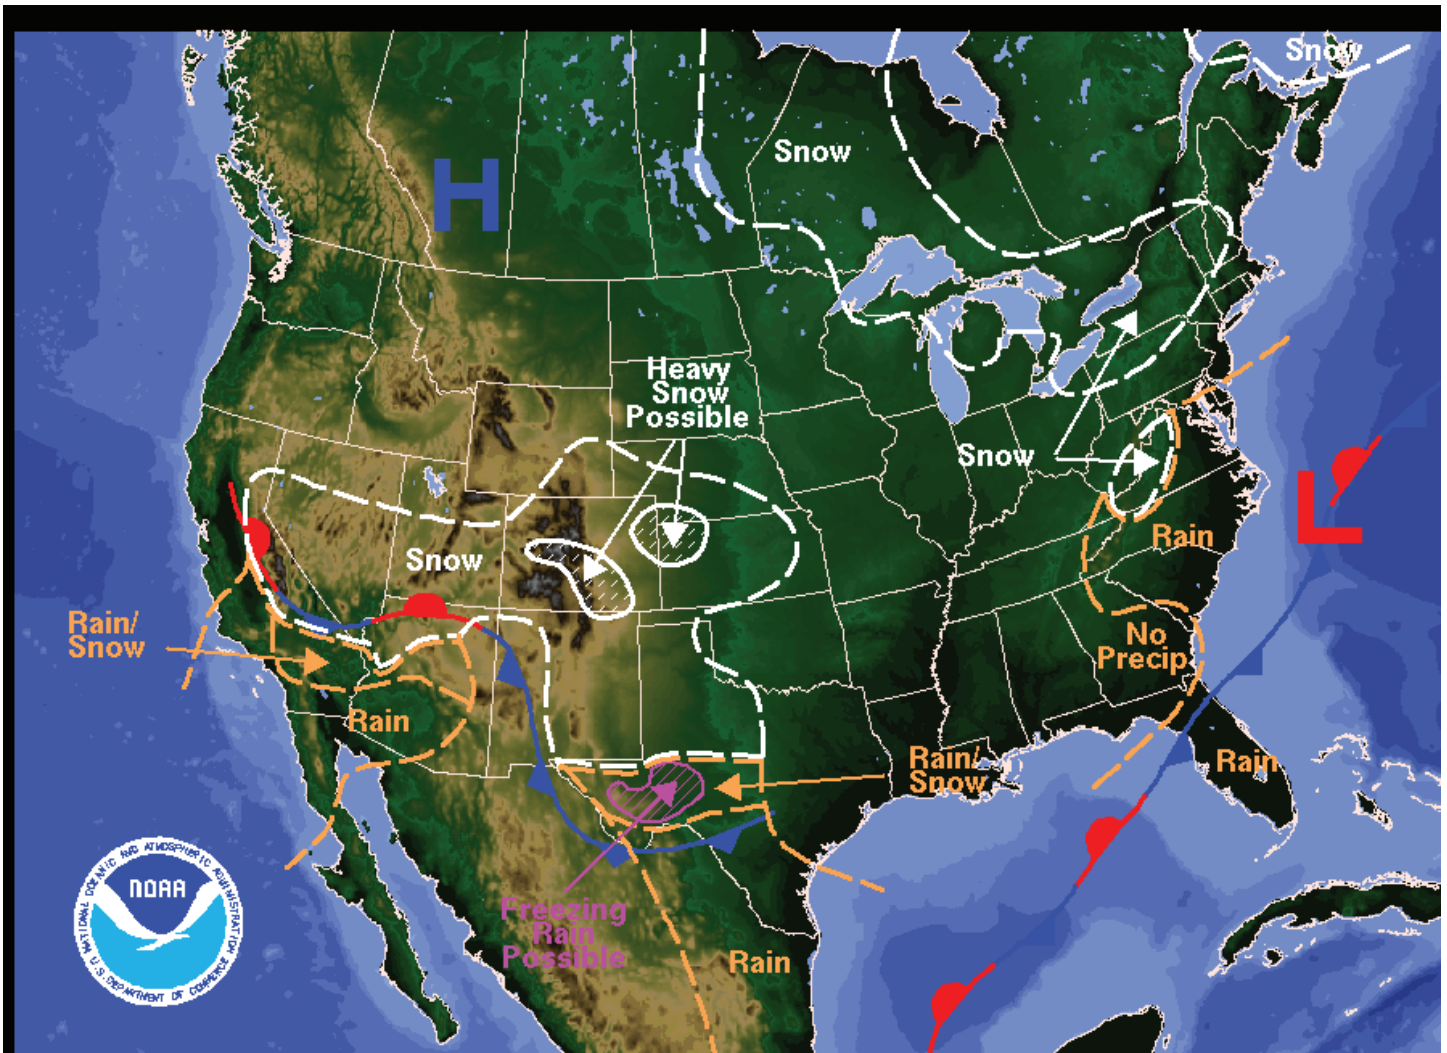 Snow
Snow
H
Heavy
Snow
Possible
Snow
L
Rain
Snow
Rain/
Snow
No
Precip
Rain
Rain/
Snow
Rain
Freezing
Rain
Possible
Rain
NATIONAL OCEANIC AND ATMOSPHERIC ADMINISTRATION
NOAA
U.S. DEPARTMENT OF COMMERCE